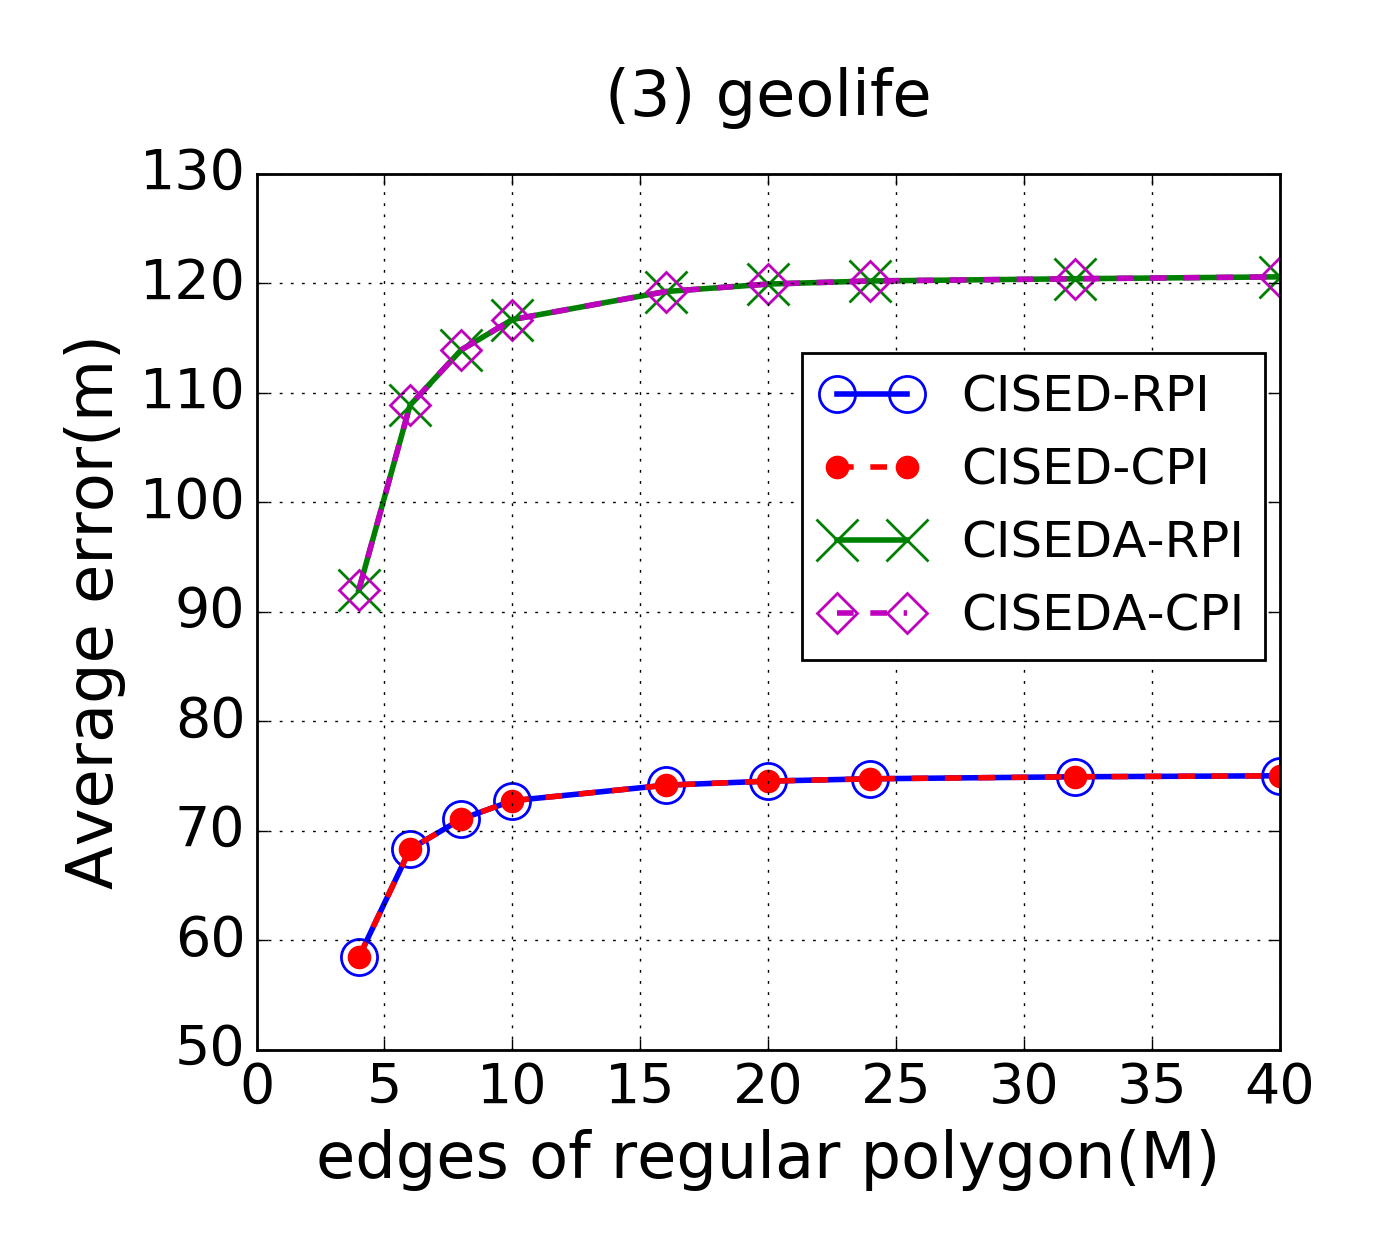 (3) geolife
130
120
110
100
90
80
70
60
50
Average error(m)
CISED-RPI
CISED-CPI
CISEDA-RPI
CISEDA-CPI
0 5 10 15 20 25 30 35 40
edges of regular polygon(M)